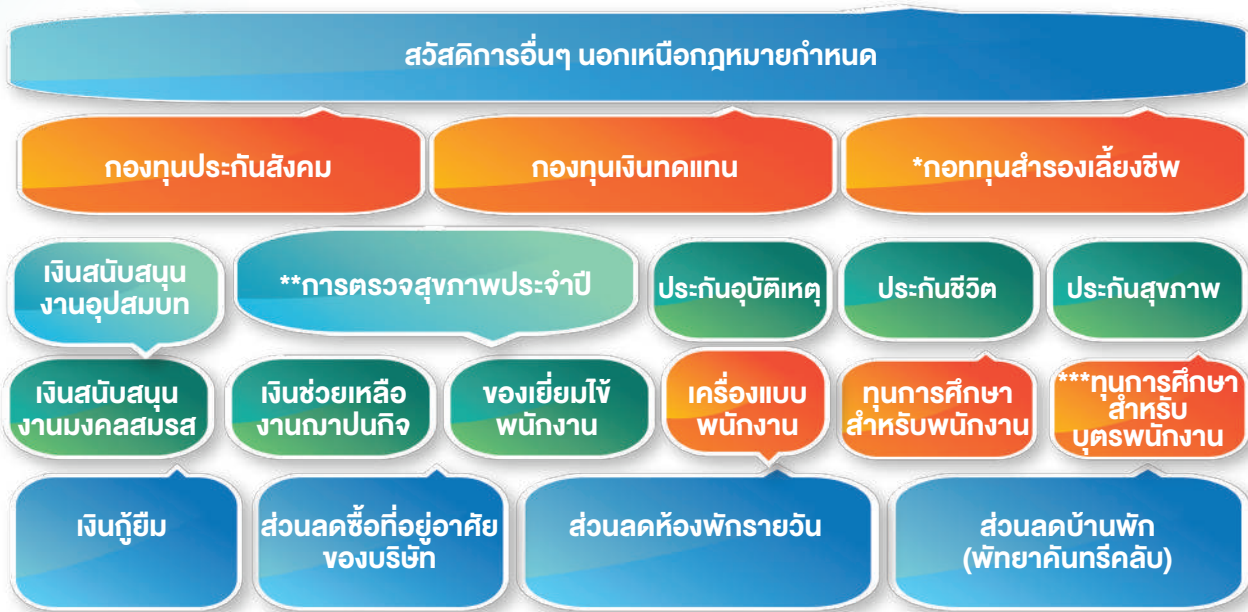 สวัสดิการอื่นๆ นอกเหนือกฎหมายกำหนด
กองทุนประกันสังคม
กองทุนเงินทดแทน
*กอททุนสำรองเลี้ยงชีพ
เงินสนับสนุน
งานอุปสมบท
**การตรวจสุขภาพประจำปี
ประกันอุบัติเหตุ
ประกันชีวิต
ประกันสุขภาพ
เงินสนับสนุน
งานมงคลสมรส
เงินช่วยเหลือ
งานฌาปนกิจ
ของเยี่ยมไข้
พนักงาน
เครื่องแบบ
พนักงาน
ทุนการศึกษา
สำหรับพนักงาน
***ทุนการศึกษา
สำหรับ
บุตรพนักงาน
เงินกู้ยืม
ส่วนลดซื้อที่อยู่อาศัย
ของบริษัท
ส่วนลดห้องพักรายวัน
ส่วนลดบ้านพัก
(พัทยาคันทรีคลับ)